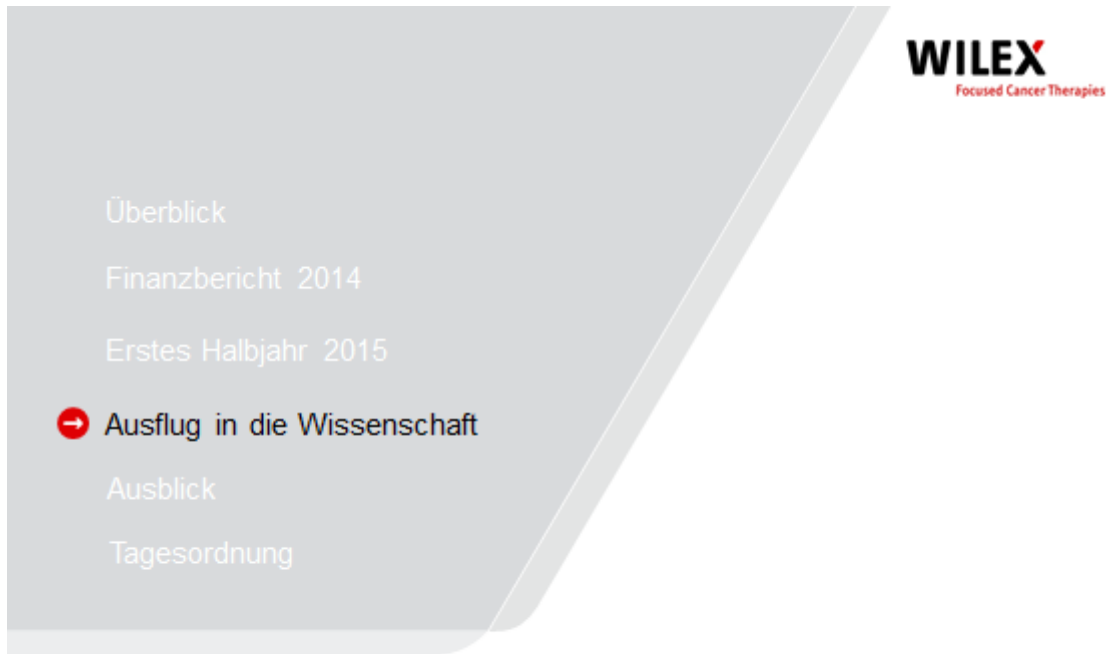 WILEX
Focused Cancer Therapies
Überblick
Finanzbericht 2014
Erstes Halbjahr 2015
Ausflug in die Wissenschaft
Ausblick
Tagesordnung